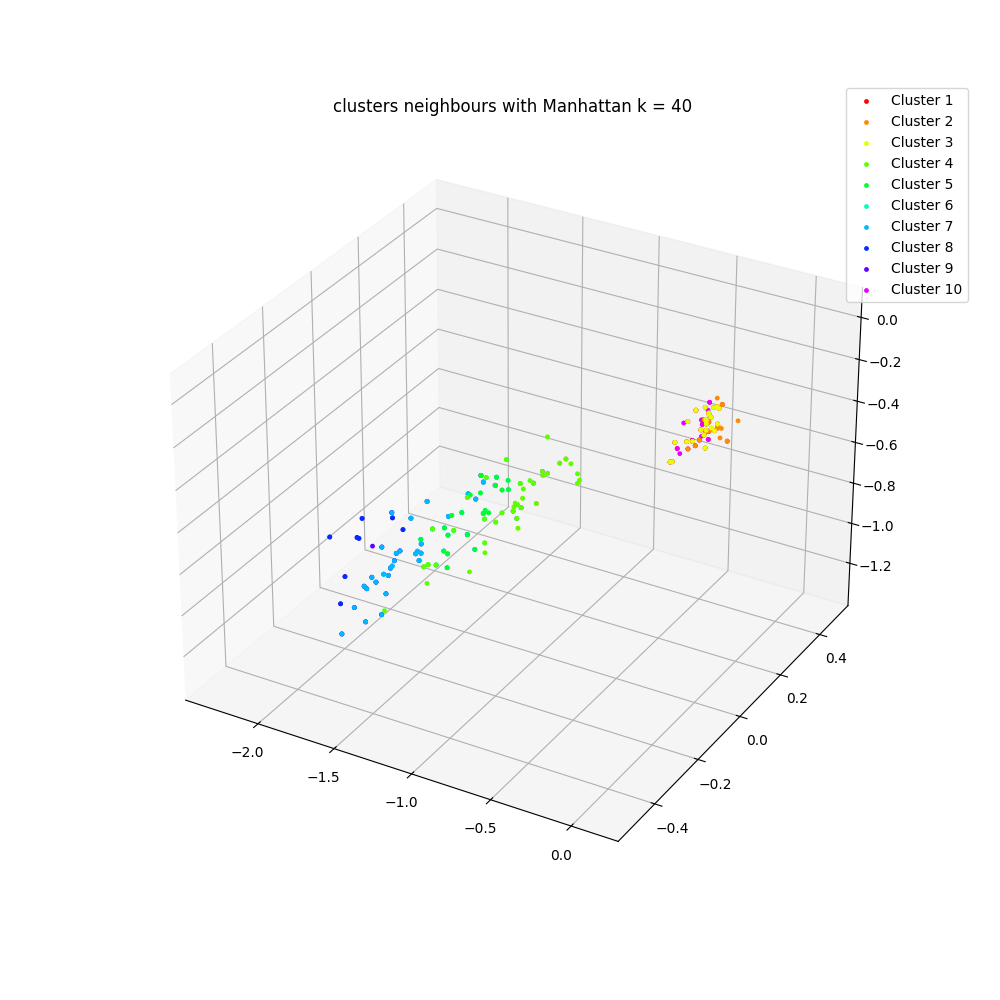 clusters neighbours with Manhattan k = 40
Cluster 1
Cluster 2
Cluster 3
Cluster 4
Cluster 5
Cluster 6
Cluster 7
Cluster 8
Cluster 9
Cluster 10
0.0
−0.2
−0.4
−0.6
−0.8
−1.0
−1.2
0.4
0.2
0.0
−0.2
−0.4
−2.0
−1.5
−1.0
−0.5
0.0